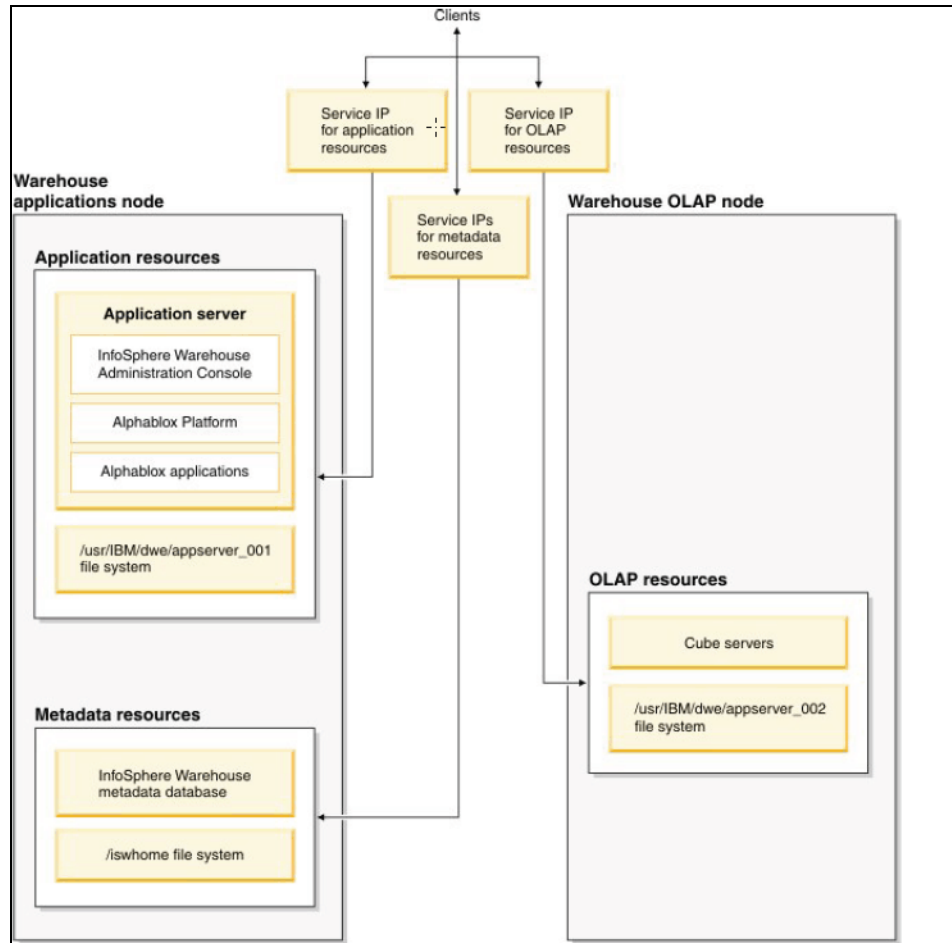 Clients
Service IP
for application
resources
Service IP
for OLAP
resources
Service IPs
for metadata
resources
Warehouse
applications node
Application resources
Application server
InfoSphere Warehouse
Administration Console
Alphablox Platform
Alphablox applications
/usr/IBM/dwe/appserver_001
file system
Metadata resources
InfoSphere Warehouse
metadata database
/iswhome file system
Warehouse OLAP node
OLAP resources
Cube servers
/usr/IBM/dwe/appserver_002
file system